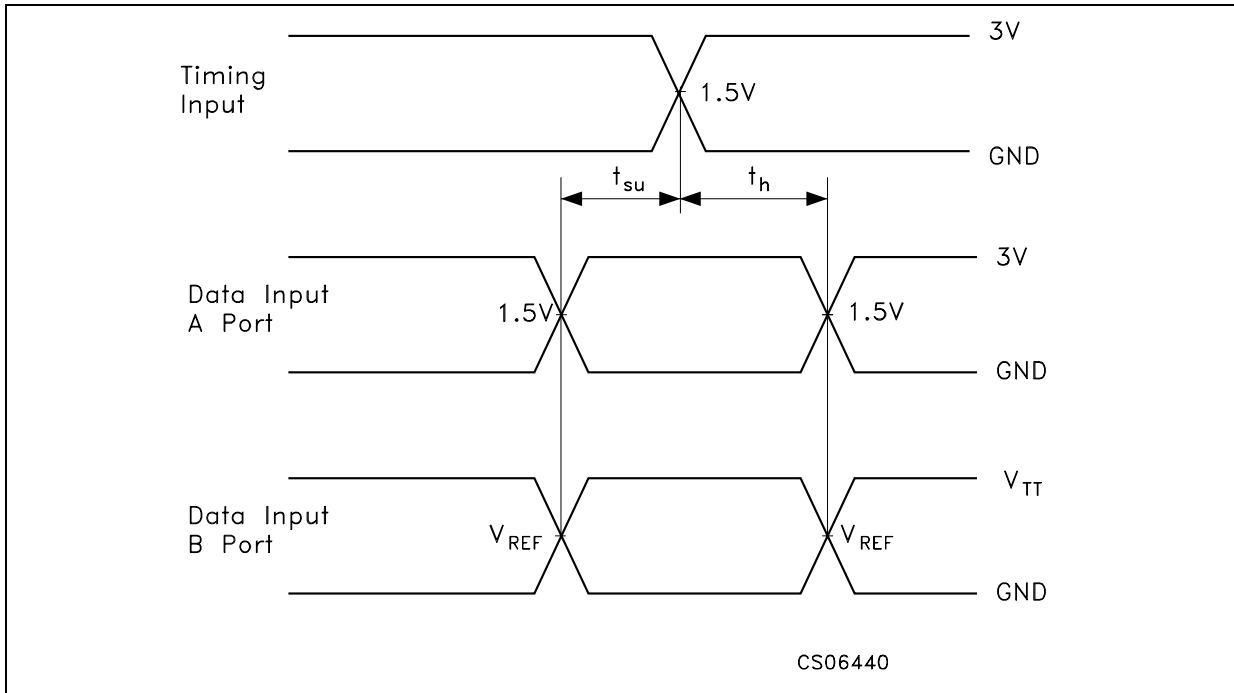 3V
Timing
Input
1.5V
GND
tsu
th
3V
Data Input
A Port
1.5V
1.5V
GND
VTT
Data Input
B Port
VREF
VREF
GND
CS06440